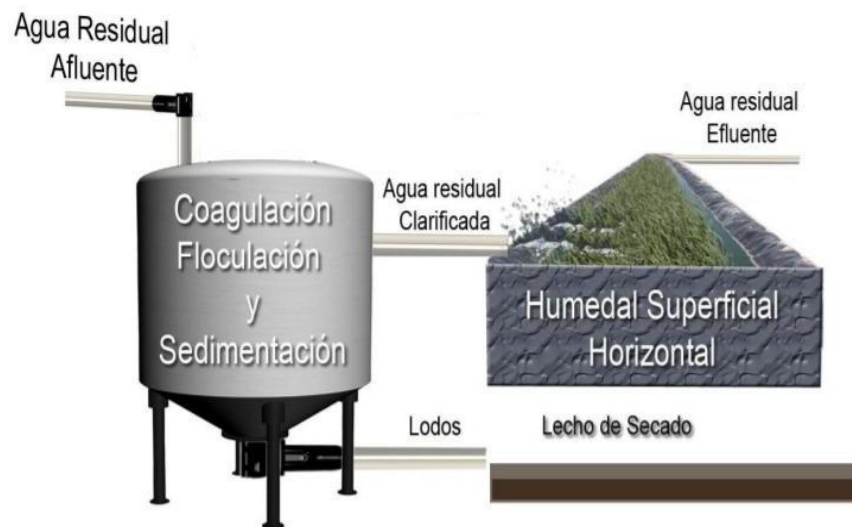 Agua Residual
Afluente
Coagulación
Floculación
y
Sedimentación
Agua residual
Clarificada
Agua residual
Efluente
Humedal Superficial
Horizontal
Lodos
Lecho de Secado